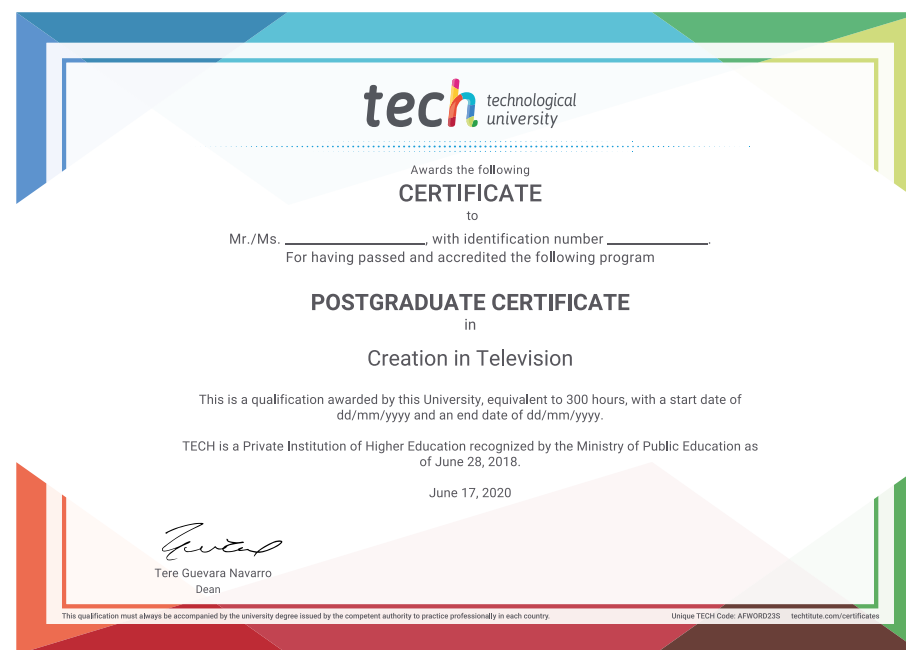 tech technological
university
Awards the following
CERTIFICATE
to
Mr./Ms. ____________________, with identification number ______________.
For having passed and accredited the following program
POSTGRADUATE CERTIFICATE
in
Creation in Television
This is a qualification awarded by this University, equivalent to 300 hours, with a start date of
dd/mm/yyyy and an end date of dd/mm/yyyy.
TECH is a Private Institution of Higher Education recognized by the Ministry of Public Education as
of June 28, 2018.
June 17, 2020
Tere Guevara Navarro
Dean
This qualification must always be accompanied by the university degree issued by the competent authority to practice professionally in each country.
Unique TECH Code: AFWORD23S techtitute.com/certificates